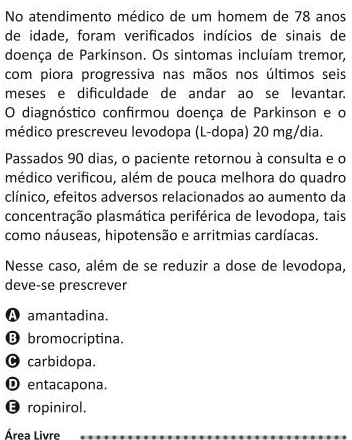 No atendimento médico de um homem de 78 anos
de idade, foram verificados indícios de sinais de
doença de Parkinson. Os sintomas incluíam tremor,
com piora progressiva nas mãos nos últimos seis
meses e dificuldade de andar ao se levantar.
O diagnóstico confirmou doença de Parkinson e o
médico prescreveu levodopa (L-dopa) 20 mg/dia.
Passados 90 dias, o paciente retornou à consulta e o
médico verificou, além de pouca melhora do quadro
clínico, efeitos adversos relacionados ao aumento da
concentração plasmática periférica de levodopa, tais
como náuseas, hipotensão e arritmias cardíacas.
Nesse caso, além de se reduzir a dose de levodopa,
deve-se prescrever
A amantadina.
B bromocriptina.
C carbidopa.
D entacapona.
E ropinirol.
Área Livre